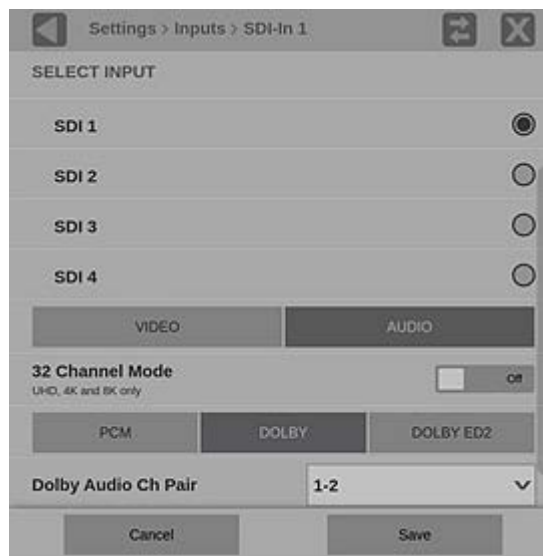 Settings > Inputs > SDI-In 1
SELECT INPUT
SDI 1
SDI 2
SDI 3
SDI 4
VIDEO AUDIO
32 Channel Mode Off
UHD, 4K and 8K only
PCM DOLBY DOLBY ED2
Dolby Audio Ch Pair 1-2
Cancel Save